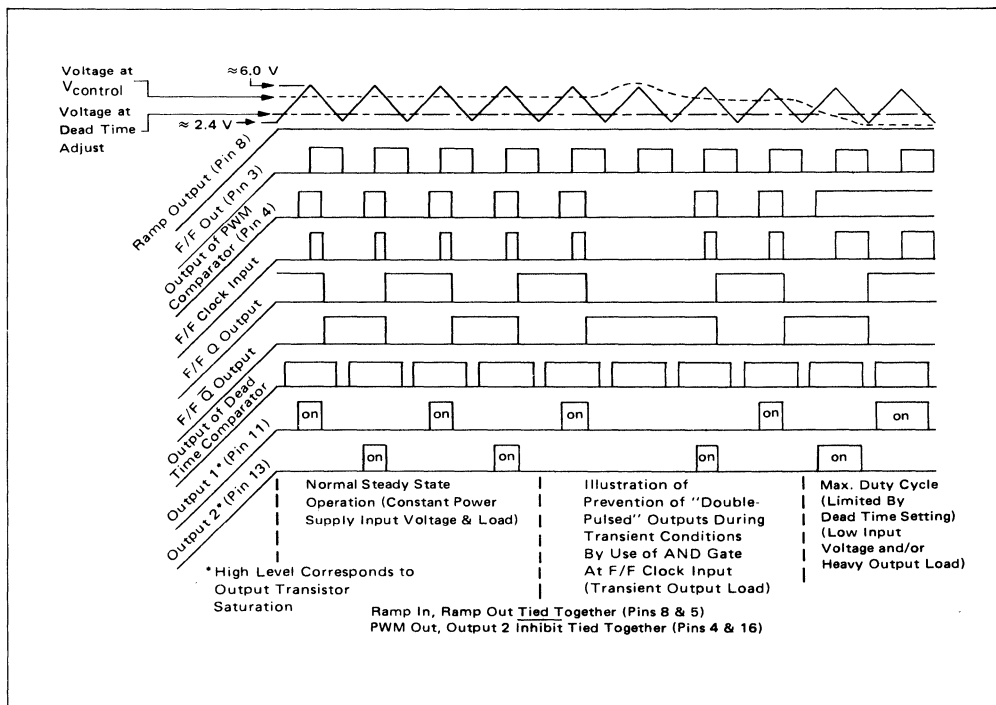 Voltage at
Vcontrol
≈6.0 V
Voltage at
Dead Time
Adjust
≈ 2.4 V
Ramp Output (Pin 8)
F/F Out (Pin 3)
Output of PWM
Comparator (Pin 4)
F/F Clock Input
F/F Q Output
F/F Q̅ Output
Output of Dead
Time Comparator
Output 1* (Pin 11)
Output 2* (Pin 13)
on on on on on
on on on on
Normal Steady State
Operation (Constant Power
Supply Input Voltage & Load)
Illustration of
Prevention of "Double-
Pulsed" Outputs During
Transient Conditions
By Use of AND Gate
At F/F Clock Input
(Transient Output Load)
Max. Duty Cycle
(Limited By
Dead Time Setting)
(Low Input
Voltage and/or
Heavy Output Load)
*High Level Corresponds to
Output Transistor
Saturation
Ramp In, Ramp Out Tied Together (Pins 8 & 5)
PWM Out, Output 2 Inhibit Tied Together (Pins 4 & 16)